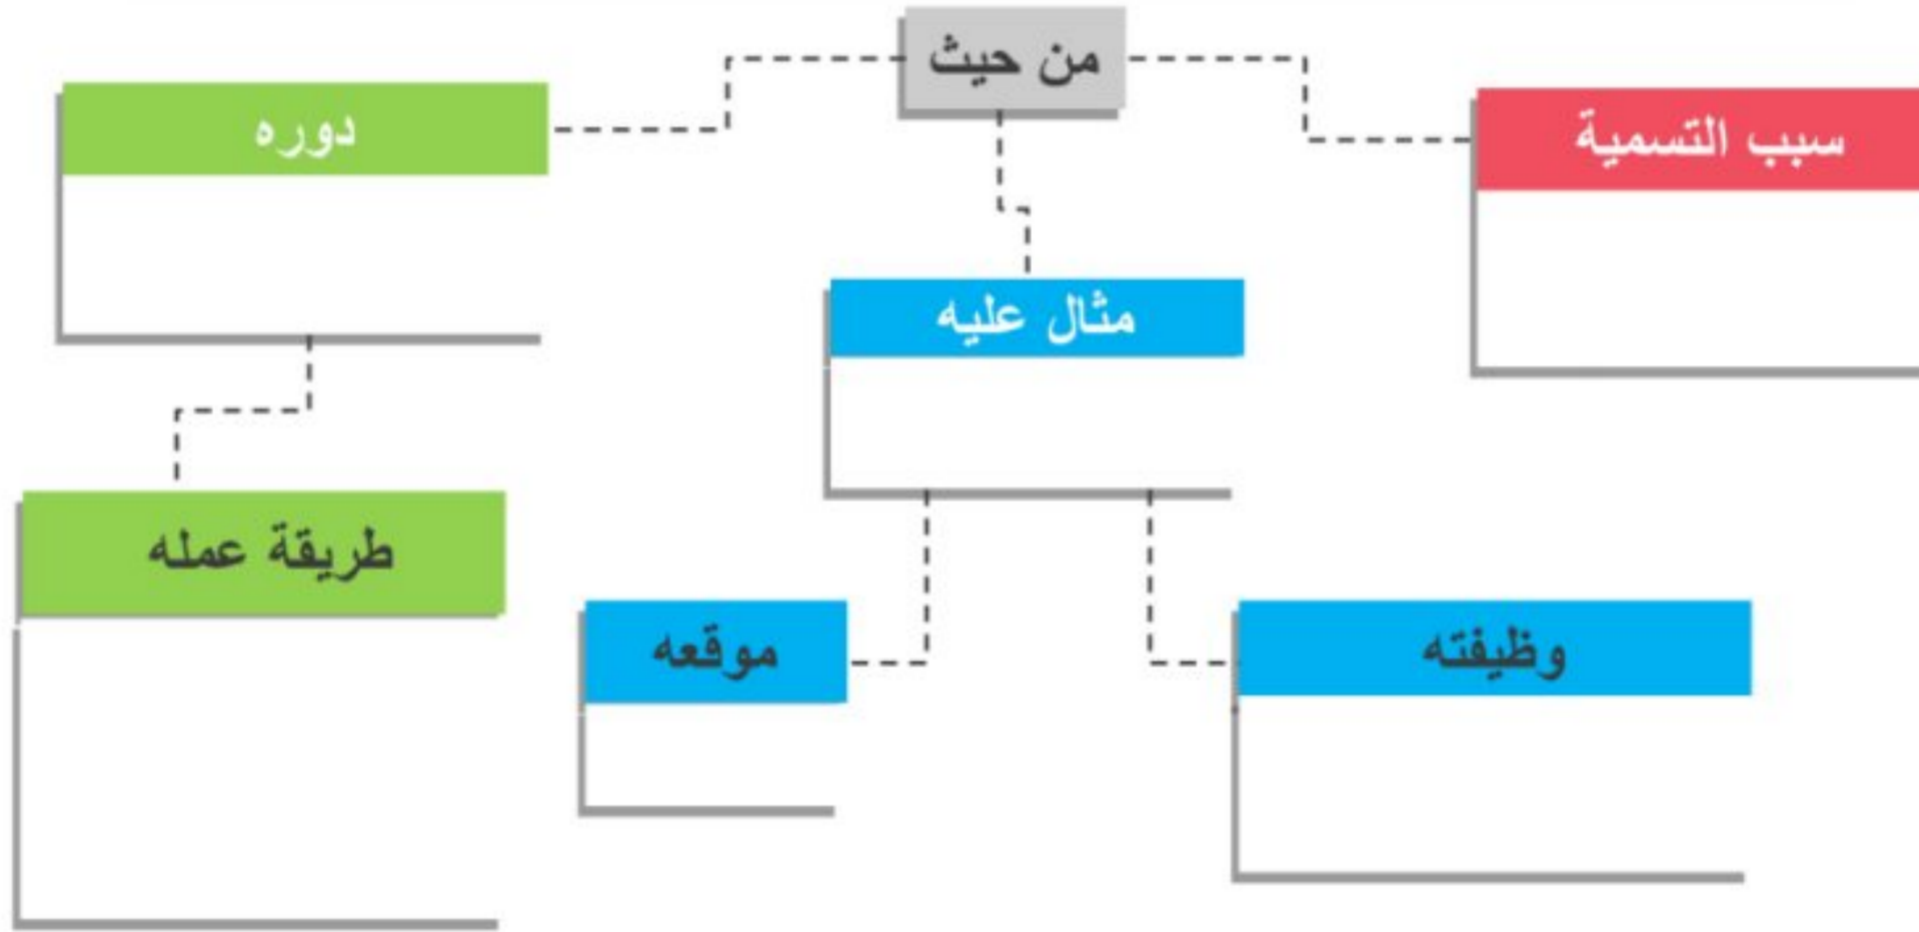 من حيث
سبب التسمية
دوره
مثال عليه
طريقة عمله
وظيفته
موقعه